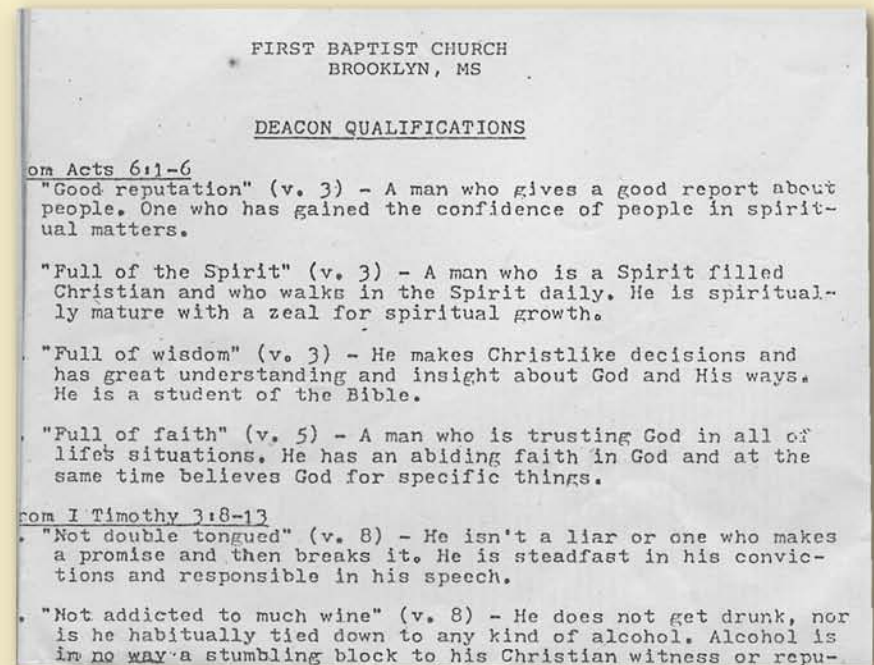 FIRST BAPTIST CHURCH
BROOKLYN, MS
DEACON QUALIFICATIONS
om Acts 6:1-6
"Good reputation" (v. 3) - A man who gives a good report about
people. One who has gained the confidence of people in spirit-
ual matters.
"Full of the Spirit" (v. 3) - A man who is a Spirit filled
Christian and who walks in the Spirit daily. He is spiritual-
ly mature with a zeal for spiritual growth.
. "Full of wisdom" (v. 3) - He makes Christlike decisions and
has great understanding and insight about God and His ways.
He is a student of the Bible.
. "Full of faith" (v. 5) - A man who is trusting God in all of
life's situations. He has an abiding faith in God and at the
same time believes God for specific things.
rom I Timothy 3:8-13
. "Not double tongued" (v. 8) - He isn't a liar or one who makes
a promise and then breaks it. He is steadfast in his convic-
tions and responsible in his speech.
. "Not addicted to much wine" (v. 8) - He does not get drunk, nor
is he habitually tied down to any kind of alcohol. Alcohol is
in no way a stumbling block to his Christian witness or repu-